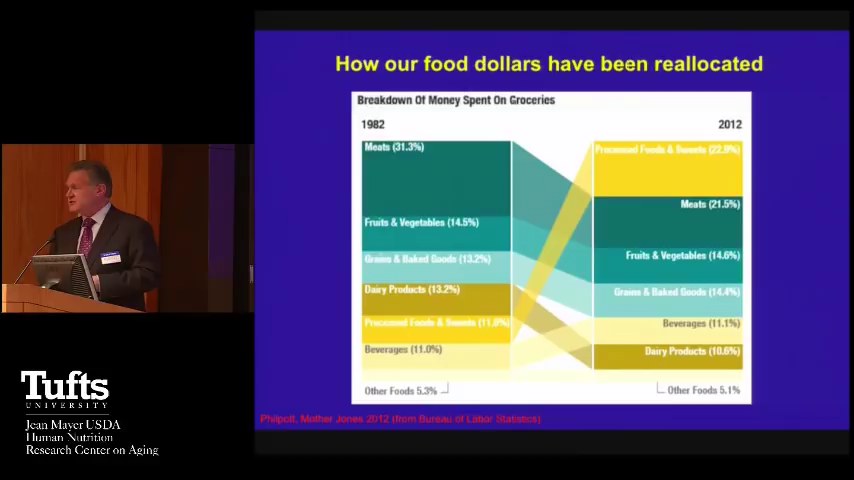 How our food dollars have been reallocated
Breakdown Of Money Spent On Groceries
1982
2012
Meats (31.3%)
Fruits & Vegetables (14.5%)
Grains & Baked Goods (13.2%)
Dairy Products (13.2%)
Processed Foods & Sweets (11.6%)
Beverages (11.0%)
Other Foods 5.3%
Processed Foods & Sweets (22.9%)
Meats (21.5%)
Fruits & Vegetables (14.6%)
Grains & Baked Goods (14.4%)
Beverages (11.1%)
Dairy Products (10.6%)
Other Foods 5.1%
Philpott, Mother Jones 2012 (from Bureau of Labor Statistics)
Tufts
UNIVERSITY
Jean Mayer USDA
Human Nutrition
Research Center on Aging